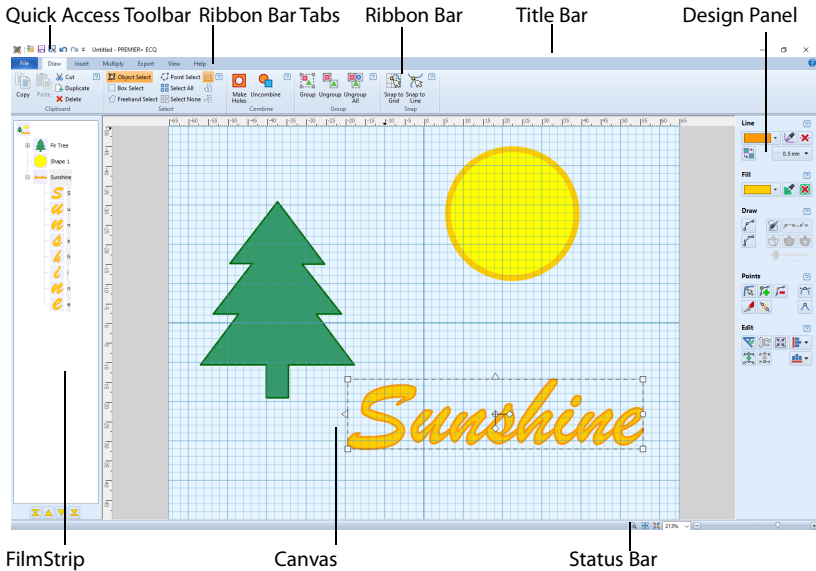 Quick Access Toolbar Ribbon Bar Tabs Ribbon Bar Title Bar Design Panel
Untitled - PREMIER+ ECQ
File Draw Insert Multiply Export View Help
Copy Paste Cut Duplicate Delete
Clipboard
Object Select Point Select
Box Select Select All
Freehand Select Select None
Select
Make Holes Uncombine
Combine
Group Ungroup Ungroup All
Group
Snap to Grid Snap to Line
Snap
Fir Tree
Shape 1
Sunshine
S S
u u
n n
s s
h h
i i
n n
e e
Line
0.5 mm
Fill
Draw
Points
Edit
Sunshine
213%
FilmStrip Canvas Status Bar